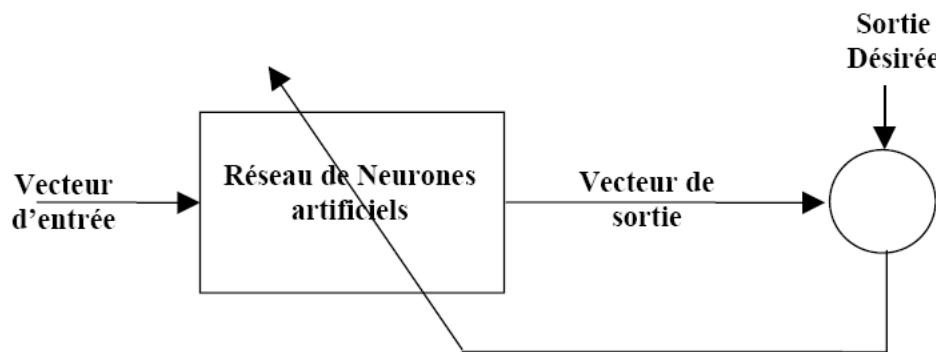 Sortie
Désirée
Réseau de Neurones
artificiels
Vecteur
d'entrée
Vecteur de
sortie